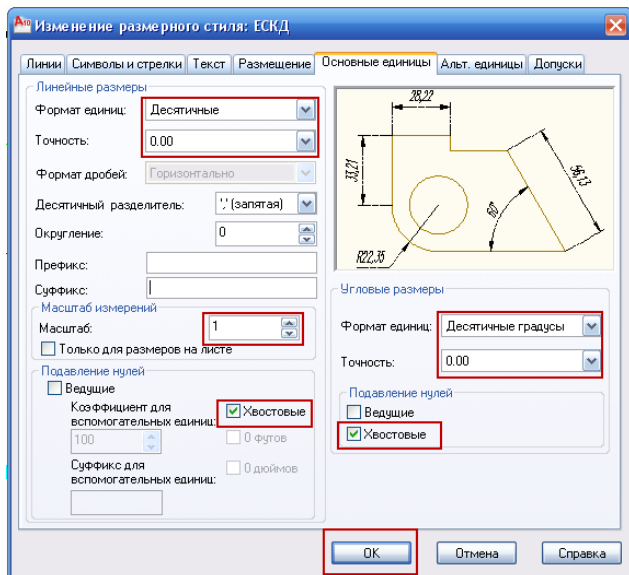 Изменение размерного стиля: ЕСКД
Линии Символы и стрелки Текст Размещение Основные единицы Альт. единицы Допуски
Линейные размеры
Формат единиц: Десятичные
Точность: 0.00
Формат дробей: Горизонтально
Десятичный разделитель: ',' (запятая)
Округление: 0
Префикс:
Суффикс:
Масштаб измерений
Масштаб: 1
Только для размеров на листе
Подавление нулей
Ведущие
Коэффициент для
вспомогательных единиц:
100
Суффикс для
вспомогательных единиц:
Хвостовые
0 футов
0 дюймов
28,22
33,21
56,13
60°
R22,35
Угловые размеры
Формат единиц: Десятичные градусы
Точность: 0.00
Подавление нулей
Ведущие
Хвостовые
OK Отмена Справка